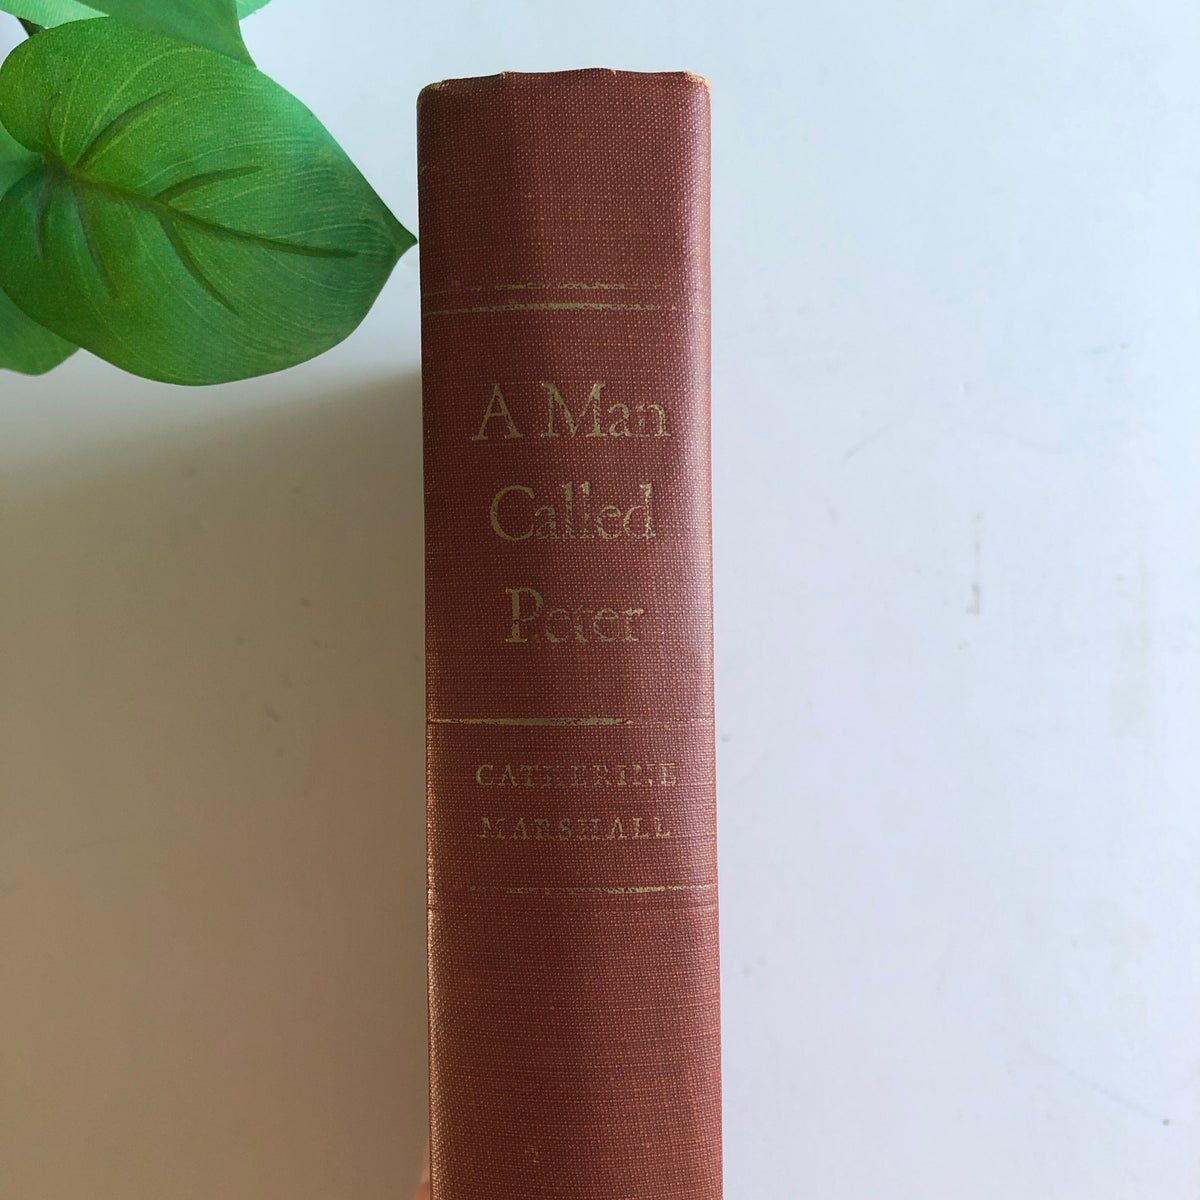 A Man
Called
Peter
CATHERINE
MARSHALL